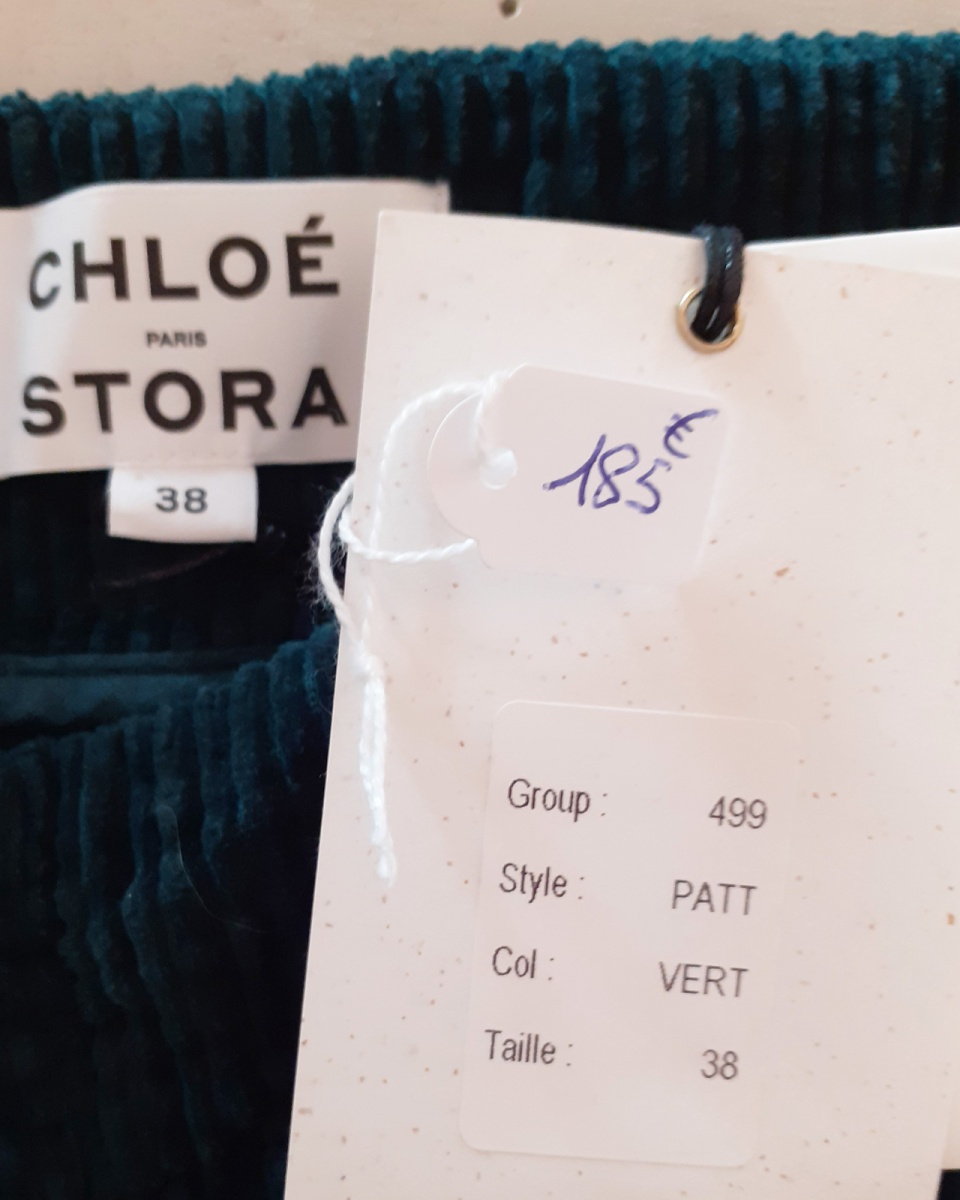 CHLOÉ
PARIS
STORA
38
185€
Group : 499
Style : PATT
Col : VERT
Taille : 38